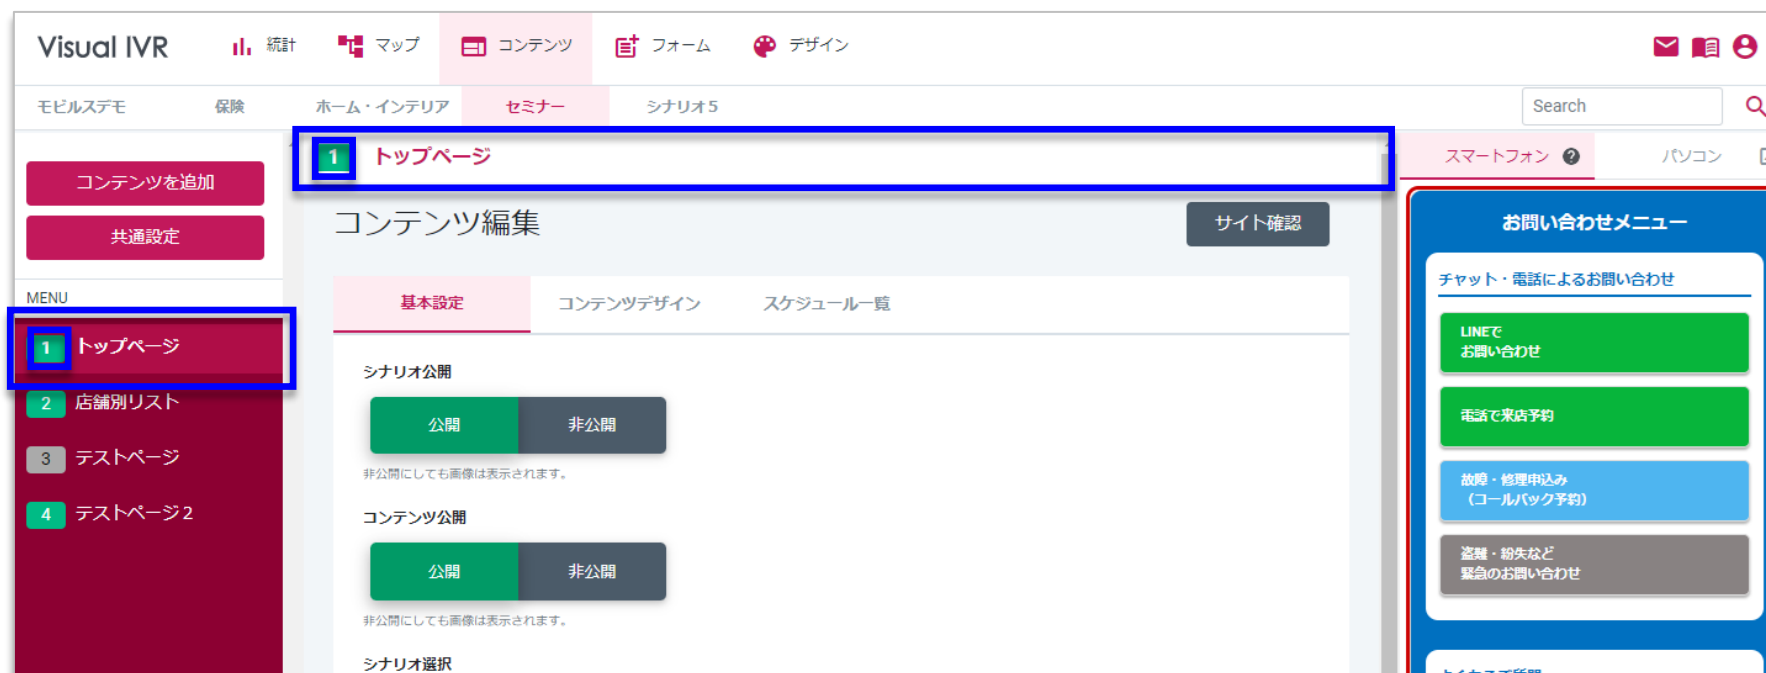 Visual IVR
統計
マップ
コンテンツ
フォーム
デザイン
モビルスデモ
保険
ホーム・インテリア
セミナー
シナリオ5
Search
コンテンツを追加
共通設定
MENU
1 トップページ
2 店舗別リスト
3 テストページ
4 テストページ2
1 トップページ
コンテンツ編集
サイト確認
基本設定
コンテンツデザイン
スケジュール一覧
シナリオ公開
公開
非公開
非公開にしても画像は表示されます。
コンテンツ公開
公開
非公開
非公開にしても画像は表示されます。
シナリオ選択
スマートフォン ?
パソコン
お問い合わせメニュー
チャット・電話によるお問い合わせ
LINEで
お問い合わせ
電話で来店予約
故障・修理申込み
（コールバック予約）
盗難・紛失など
緊急のお問い合わせ